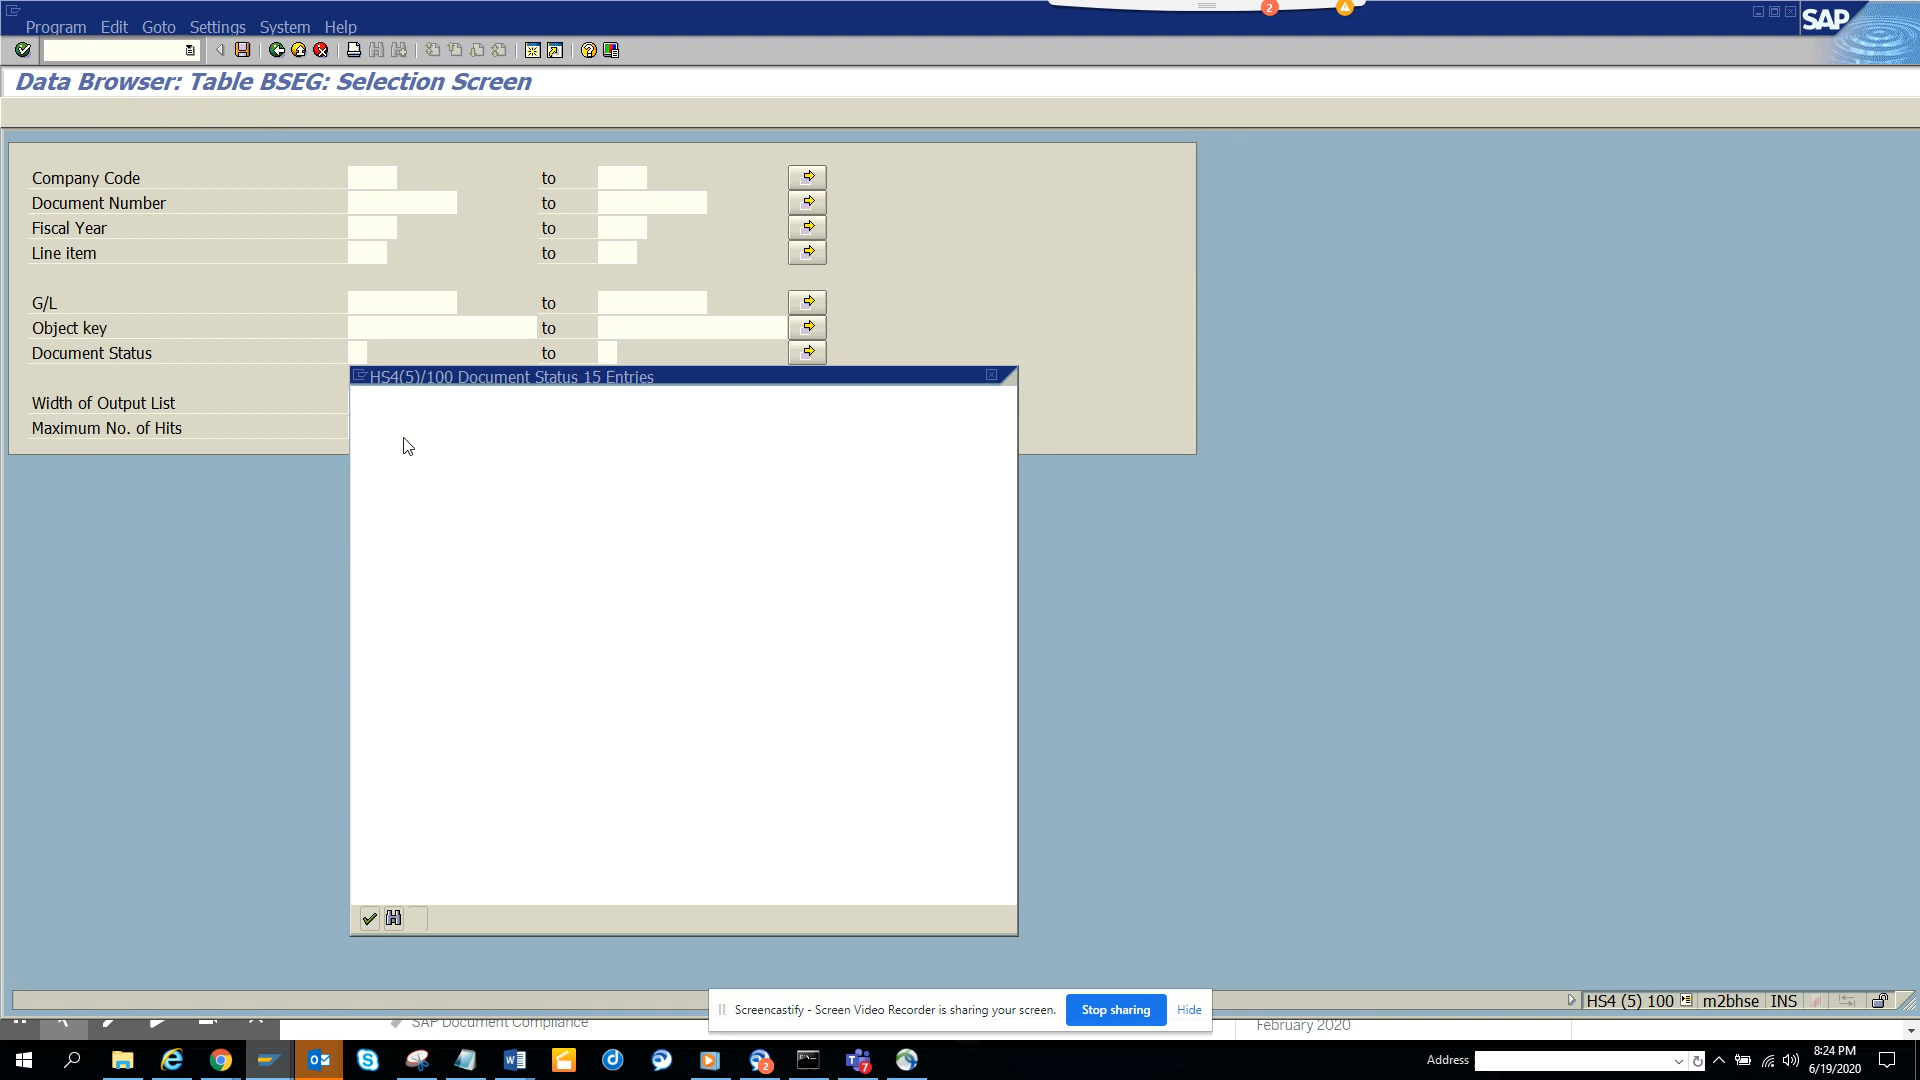 Program Edit Goto Settings System Help
2
SAP
Data Browser: Table BSEG: Selection Screen
Company Code to
Document Number to
Fiscal Year to
Line item to
G/L to
Object key to
Document Status to
HS4(5)/100 Document Status 15 Entries
Width of Output List
Maximum No. of Hits
HS4 (5) 100 m2bhse INS
Screencastify - Screen Video Recorder is sharing your screen. Stop sharing Hide
SAP Document Compliance
February 2020
2
7
Address
8:24 PM
6/19/2020